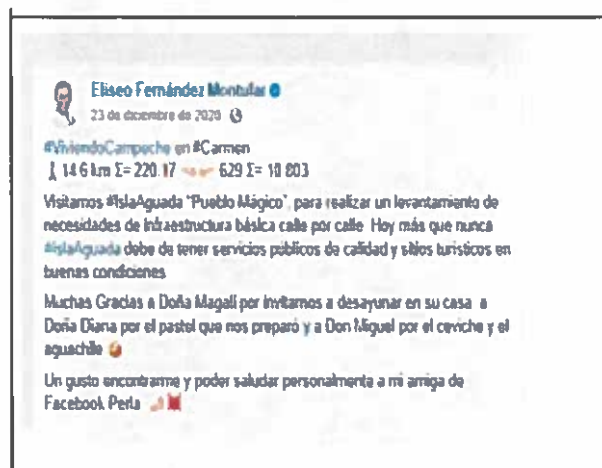 Eliseo Fernández Montufar
23 de diciembre de 2020
#ViviendoCampeche en #Carmen
14.6 km Σ= 220.17 629 Σ= 10 803
Visitamos #IslaAguada "Pueblo Mágico", para realizar un levantamiento de
necesidades de infraestructura básica calle por calle. Hoy más que nunca
#IslaAguada debe de tener servicios públicos de calidad y sitios turísticos en
buenas condiciones
Muchas Gracias a Doña Magalí por invitarnos a desayunar en su casa a
Doña Diana por el pastel que nos preparó y a Don Miguel por el ceviche y el
aguachile
Un gusto encontrarme y poder saludar personalmente a mi amiga de
Facebook Perla